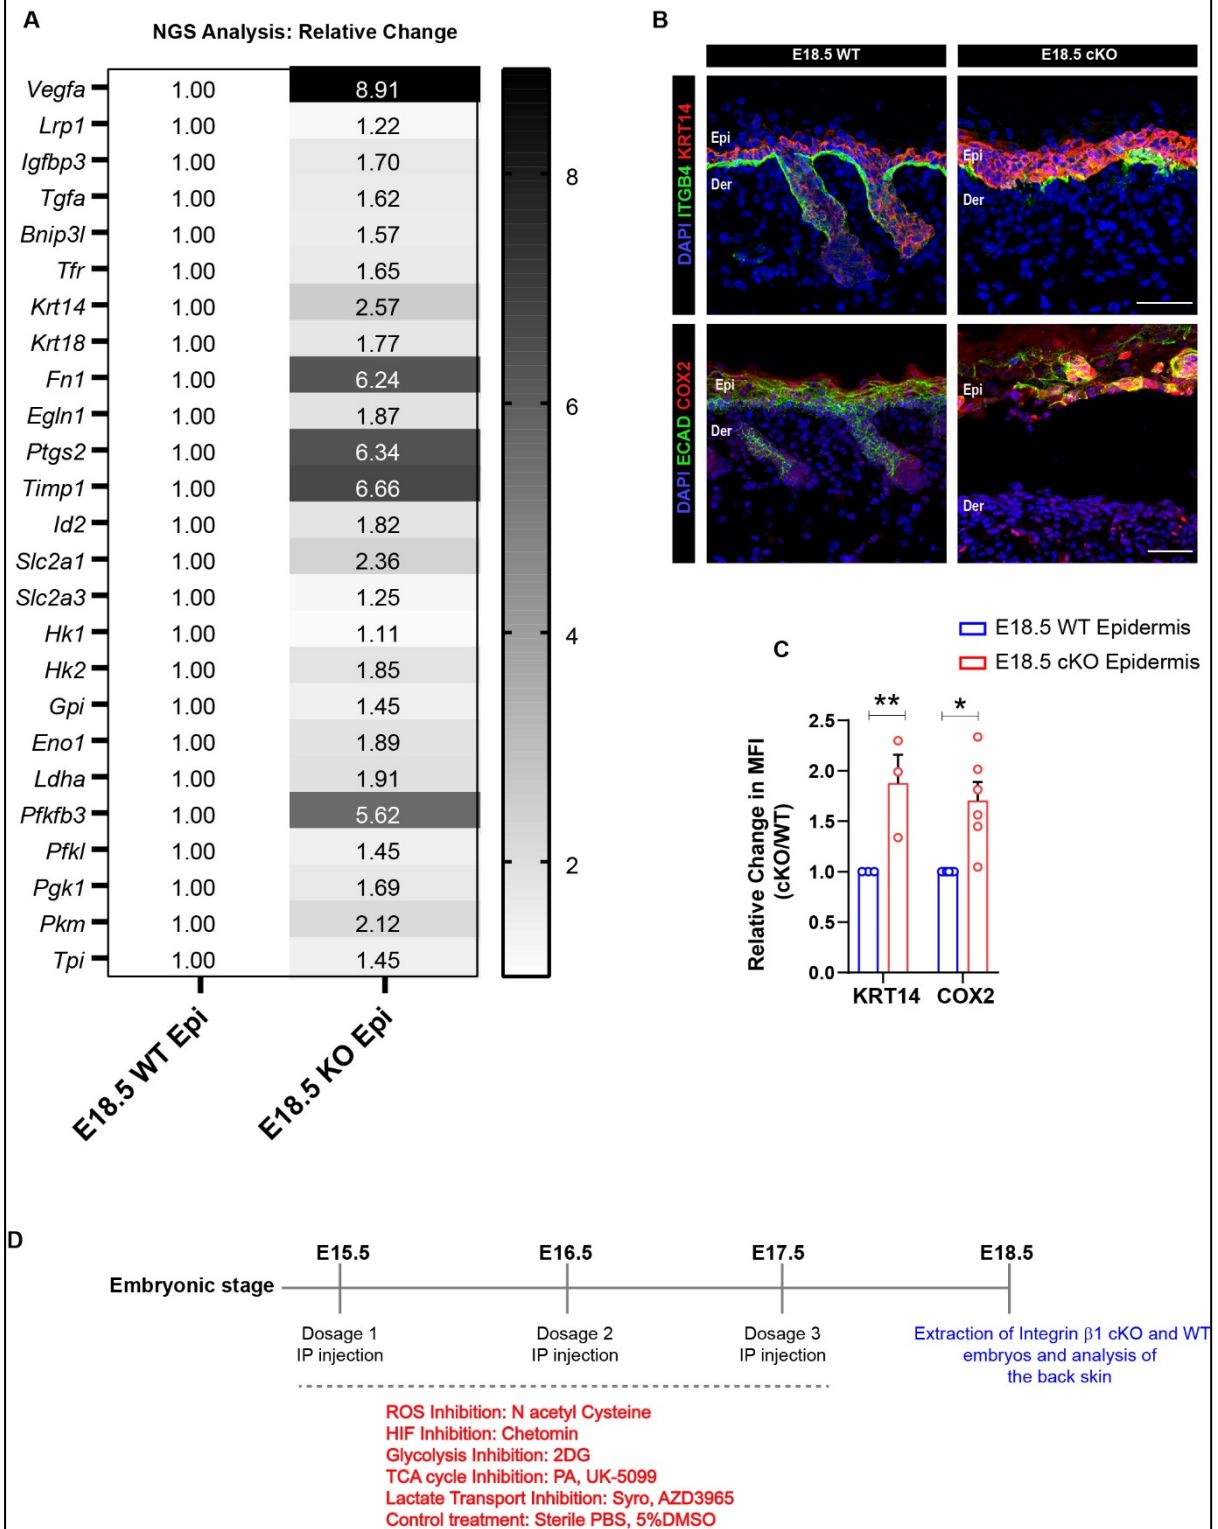 A
NGS Analysis: Relative Change
Vegfa 1.00 8.91
Lrp1 1.00 1.22
Igfbp3 1.00 1.70
Tgfa 1.00 1.62
Bnip3l 1.00 1.57
Tfr 1.00 1.65
Krt14 1.00 2.57
Krt18 1.00 1.77
Fn1 1.00 6.24
Egln1 1.00 1.87
Ptgs2 1.00 6.34
Timp1 1.00 6.66
Id2 1.00 1.82
Slc2a1 1.00 2.36
Slc2a3 1.00 1.25
Hk1 1.00 1.11
Hk2 1.00 1.85
Gpi 1.00 1.45
Eno1 1.00 1.89
Ldha 1.00 1.91
Pfkfb3 1.00 5.62
Pfkl 1.00 1.45
Pgk1 1.00 1.69
Pkm 1.00 2.12
Tpi 1.00 1.45
8
6
4
2
E18.5 WT Epi
E18.5 KO Epi
B
E18.5 WT
E18.5 cKO
DAPI ITGB4 KRT14
Epi
Der
Epi
Der
DAPI ECAD COX2
Epi
Der
Epi
Der
C
E18.5 WT Epidermis
E18.5 cKO Epidermis
Relative Change in MFI
(cKO/WT)
2.5
2.0
1.5
1.0
0.5
0.0
**
*
KRT14
COX2
D
E15.5 E16.5 E17.5 E18.5
Embryonic stage
Dosage 1
IP injection
Dosage 2
IP injection
Dosage 3
IP injection
Extraction of Integrin β1 cKO and WT
embryos and analysis of
the back skin
ROS Inhibition: N acetyl Cysteine
HIF Inhibition: Chetomin
Glycolysis Inhibition: 2DG
TCA cycle Inhibition: PA, UK-5099
Lactate Transport Inhibition: Syro, AZD3965
Control treatment: Sterile PBS, 5%DMSO